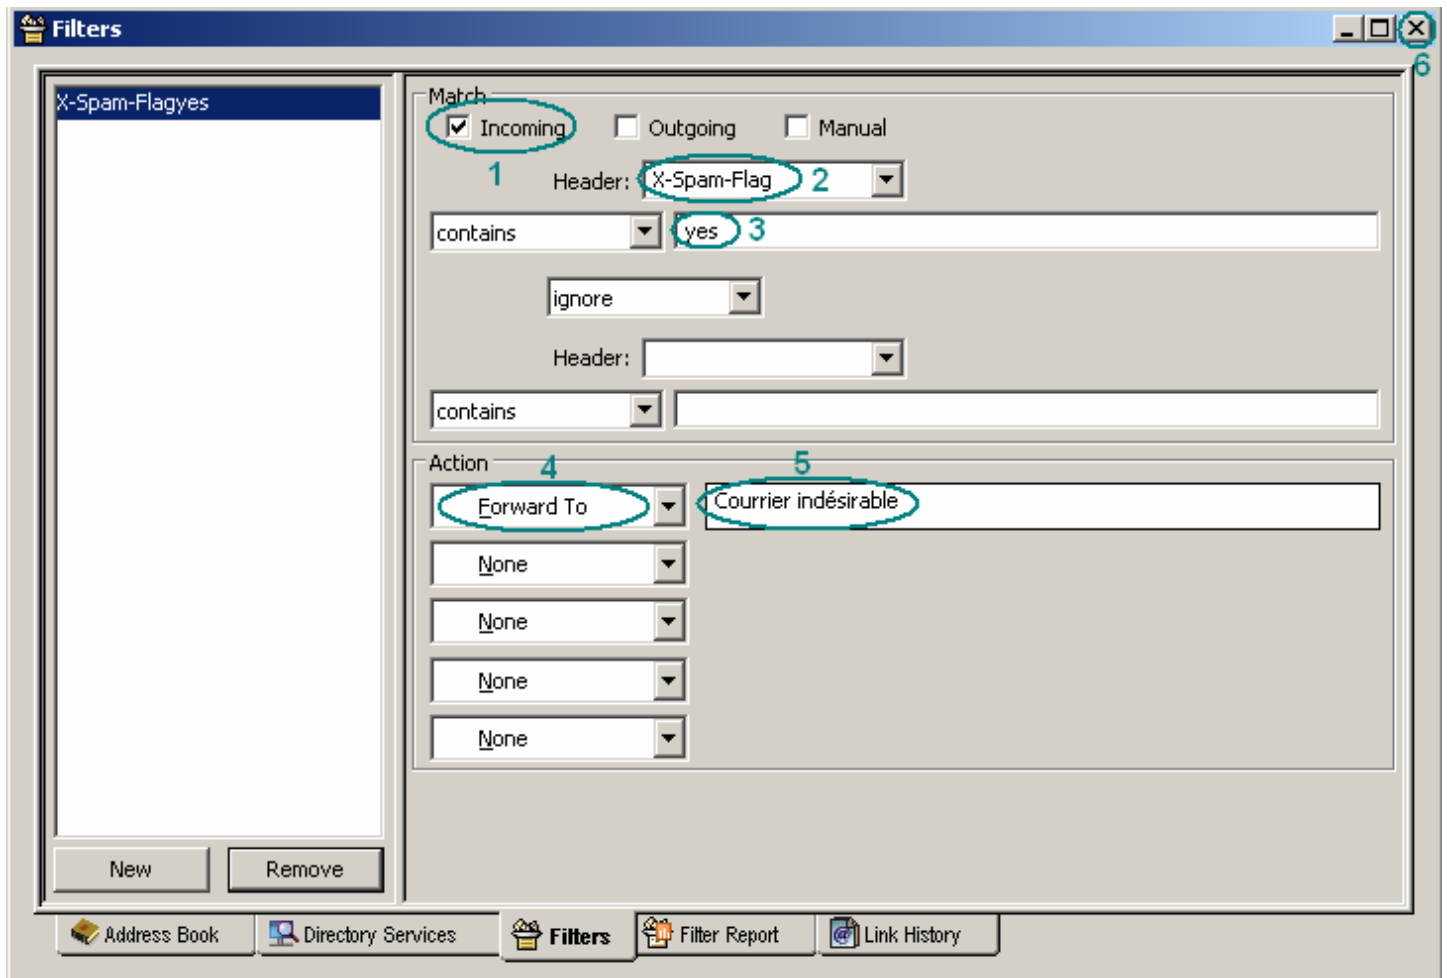 Filters
6
X-Spam-Flagyes
Match
Incoming Outgoing Manual
1
Header: X-Spam-Flag 2
contains yes 3
ignore
Header:
contains
Action 4 5
Forward To Courrier indésirable
None
None
None
None
New Remove
Address Book Directory Services Filters Filter Report Link History